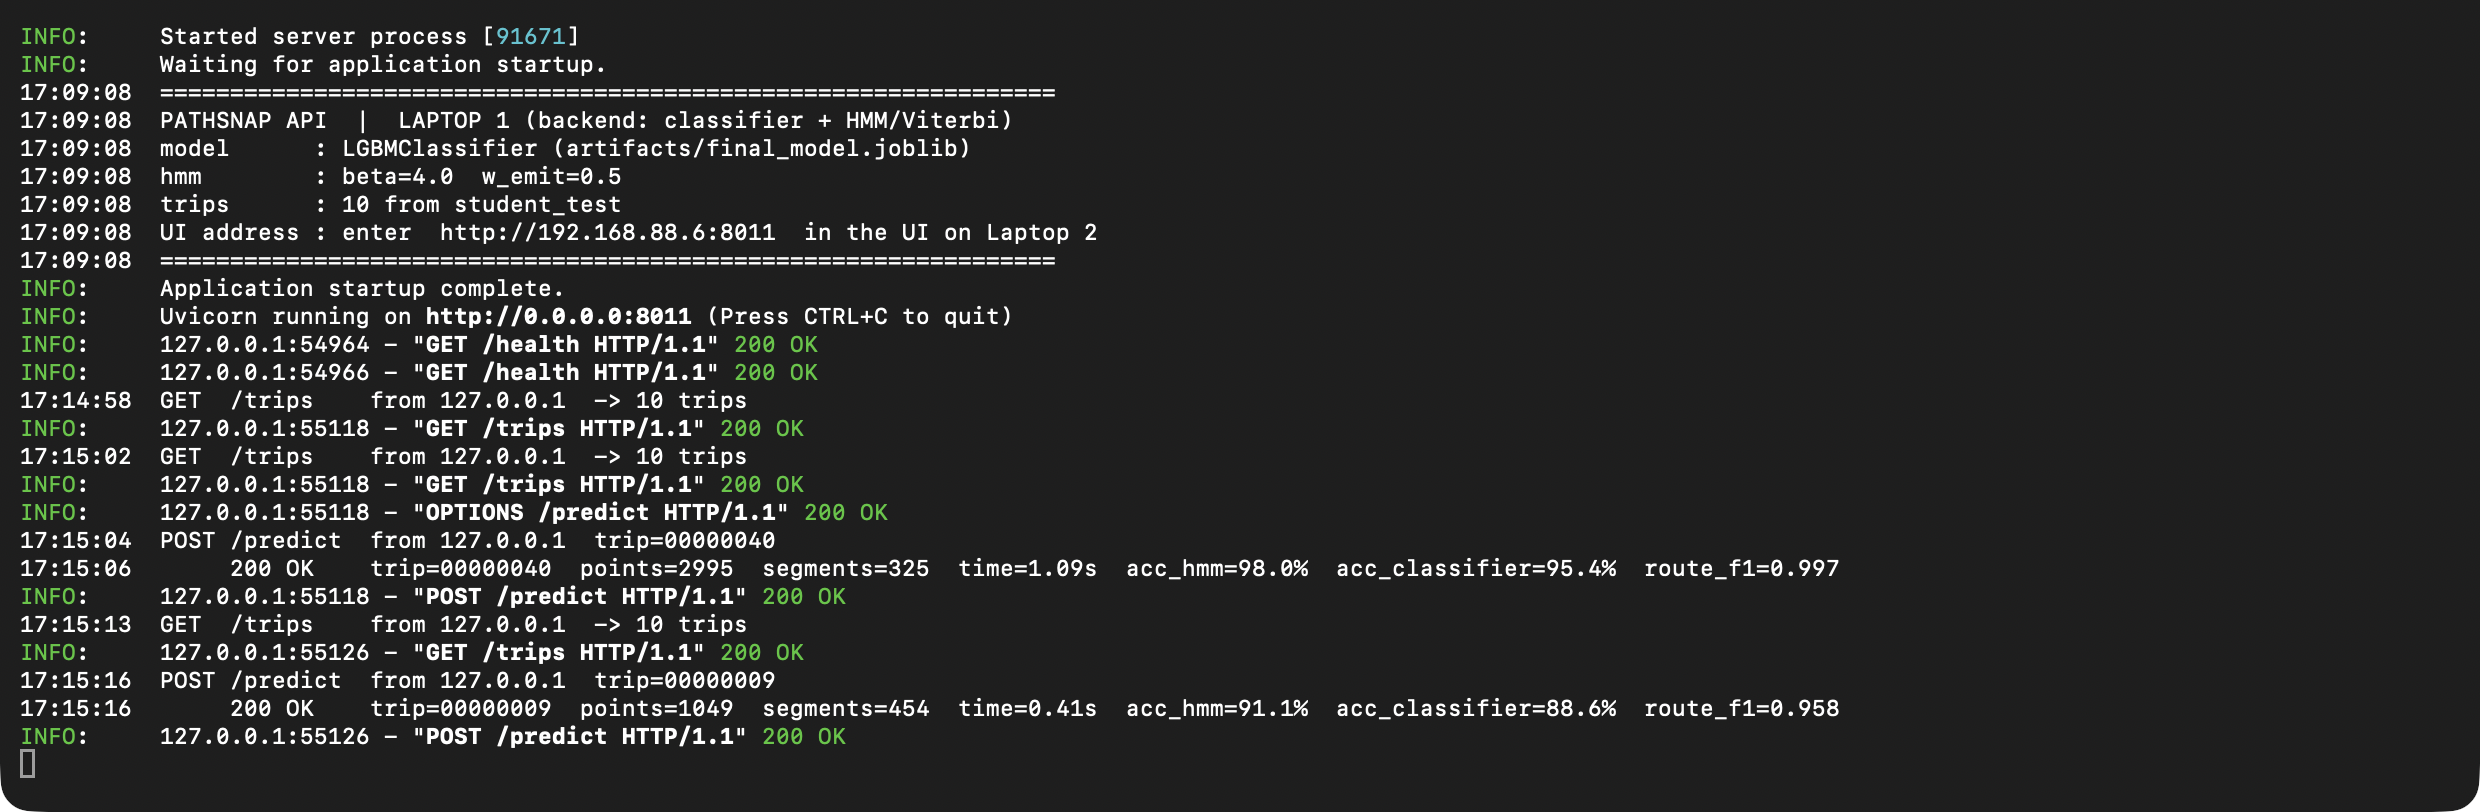 INFO:     Started server process [91671]
INFO:     Waiting for application startup.
17:09:08  ================================================================
17:09:08  PATHSNAP API  |  LAPTOP 1 (backend: classifier + HMM/Viterbi)
17:09:08  model      : LGBMClassifier (artifacts/final_model.joblib)
17:09:08  hmm        : beta=4.0  w_emit=0.5
17:09:08  trips      : 10 from student_test
17:09:08  UI address : enter  http://192.168.88.6:8011  in the UI on Laptop 2
17:09:08  ================================================================
INFO:     Application startup complete.
INFO:     Uvicorn running on http://0.0.0.0:8011 (Press CTRL+C to quit)
INFO:     127.0.0.1:54964 - "GET /health HTTP/1.1" 200 OK
INFO:     127.0.0.1:54966 - "GET /health HTTP/1.1" 200 OK
17:14:58  GET  /trips    from 127.0.0.1  -> 10 trips
INFO:     127.0.0.1:55118 - "GET /trips HTTP/1.1" 200 OK
17:15:02  GET  /trips    from 127.0.0.1  -> 10 trips
INFO:     127.0.0.1:55118 - "GET /trips HTTP/1.1" 200 OK
INFO:     127.0.0.1:55118 - "OPTIONS /predict HTTP/1.1" 200 OK
17:15:04  POST /predict  from 127.0.0.1  trip=00000040
17:15:06       200 OK    trip=00000040  points=2995  segments=325  time=1.09s  acc_hmm=98.0%  acc_classifier=95.4%  route_f1=0.997
INFO:     127.0.0.1:55118 - "POST /predict HTTP/1.1" 200 OK
17:15:13  GET  /trips    from 127.0.0.1  -> 10 trips
INFO:     127.0.0.1:55126 - "GET /trips HTTP/1.1" 200 OK
17:15:16  POST /predict  from 127.0.0.1  trip=00000009
17:15:16       200 OK    trip=00000009  points=1049  segments=454  time=0.41s  acc_hmm=91.1%  acc_classifier=88.6%  route_f1=0.958
INFO:     127.0.0.1:55126 - "POST /predict HTTP/1.1" 200 OK